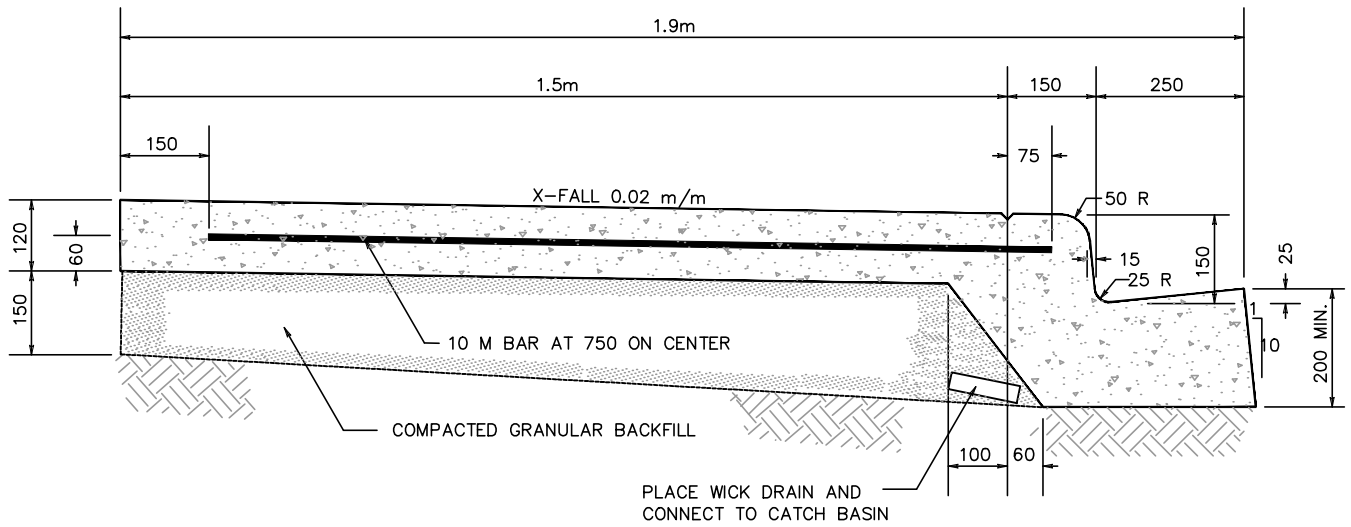 1.9m
1.5m
150
250
150
75
X-FALL 0.02 m/m
50 R
120
60
15
150
25
25 R
150
1
10
200 MIN.
10 M BAR AT 750 ON CENTER
COMPACTED GRANULAR BACKFILL
100
60
PLACE WICK DRAIN AND
CONNECT TO CATCH BASIN